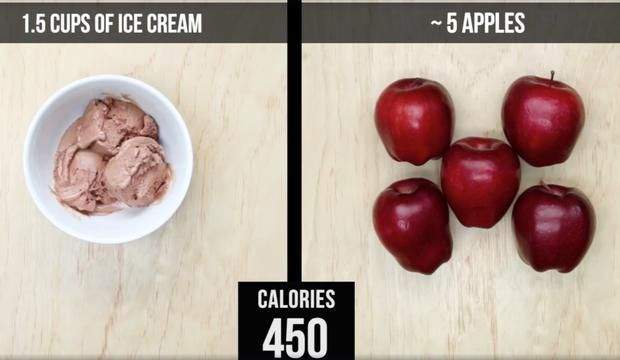 1.5 CUPS OF ICE CREAM
~ 5 APPLES
CALORIES
450